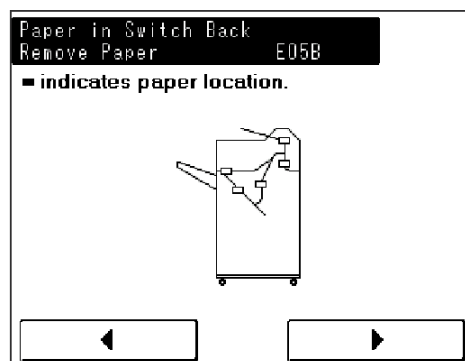 Paper in Switch Back
Remove Paper E05B
▬ indicates paper location.